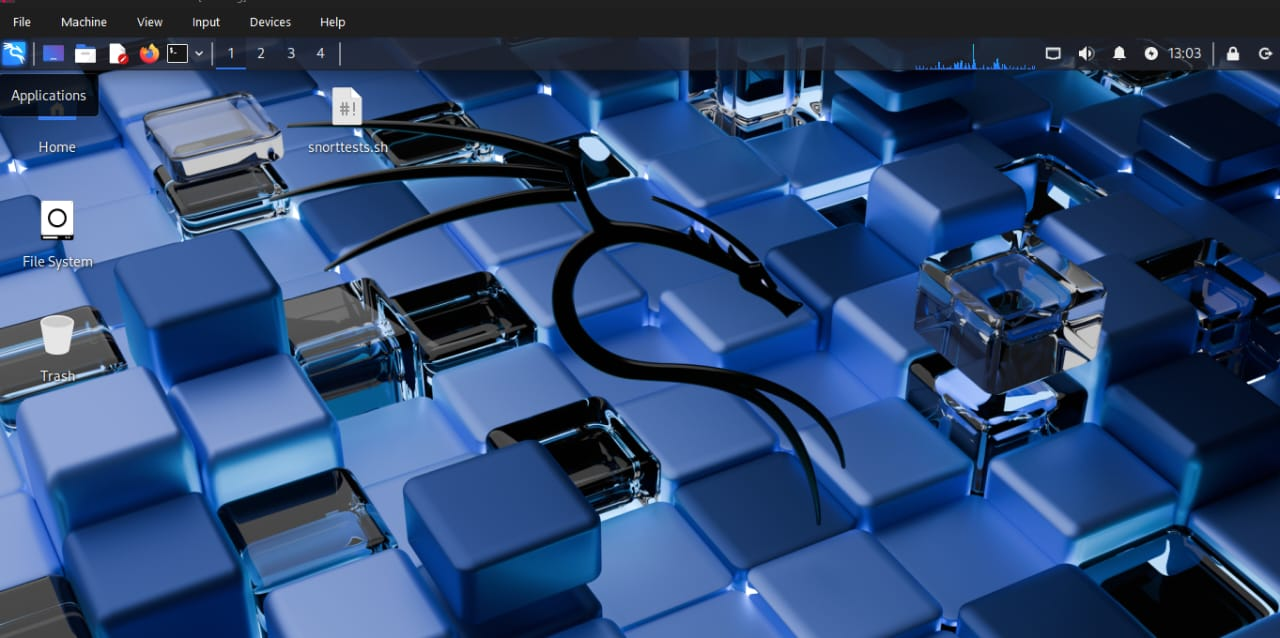 File Machine View Input Devices Help
1 2 3 4 13:03
Applications
#!
Home
snorttests.sh
File System
Trash